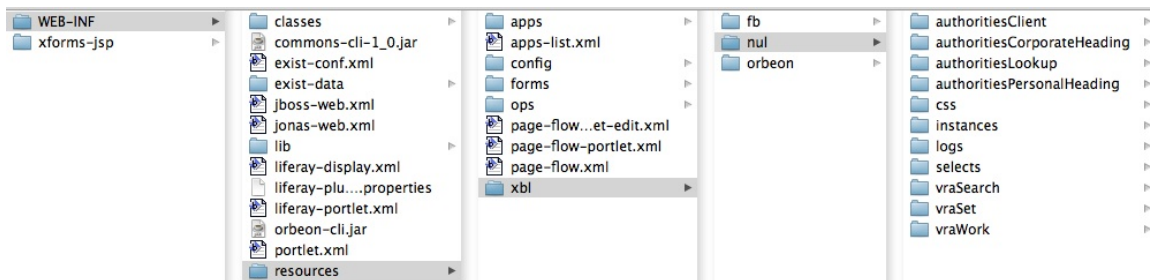 WEB-INF
xforms-jsp
classes
commons-cli-1_0.jar
exist-conf.xml
exist-data
jboss-web.xml
jonas-web.xml
lib
liferay-display.xml
liferay-plu....properties
liferay-portlet.xml
orbeon-cli.jar
portlet.xml
resources
apps
apps-list.xml
config
forms
ops
page-flow...et-edit.xml
page-flow-portlet.xml
page-flow.xml
xbl
fb
nul
orbeon
authoritiesClient
authoritiesCorporateHeading
authoritiesLookup
authoritiesPersonalHeading
css
instances
logs
selects
vraSearch
vraSet
vraWork